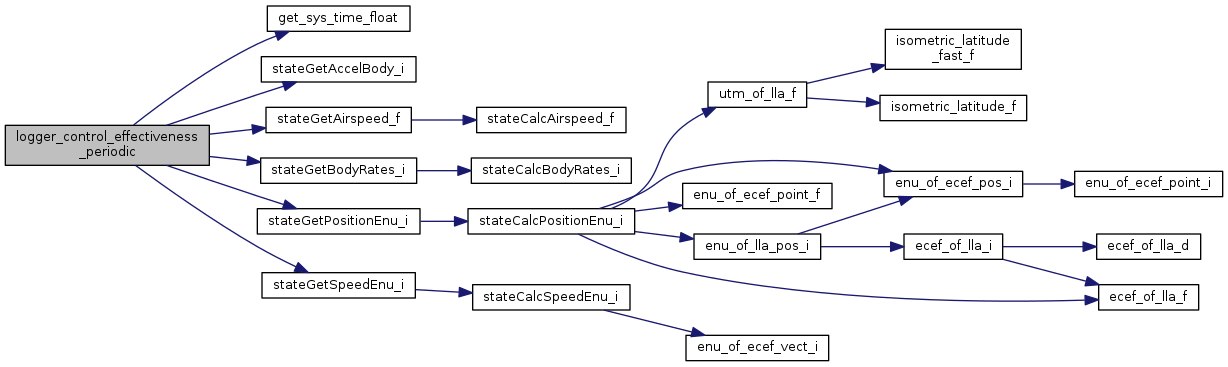 get_sys_time_float
isometric_latitude
_fast_f
stateGetAccelBody_i
utm_of_lla_f
isometric_latitude_f
stateGetAirspeed_f
stateCalcAirspeed_f
logger_control_effectiveness
_periodic
stateGetBodyRates_i
stateCalcBodyRates_i
enu_of_ecef_pos_i
enu_of_ecef_point_i
enu_of_ecef_point_f
stateGetPositionEnu_i
stateCalcPositionEnu_i
enu_of_lla_pos_i
ecef_of_lla_i
ecef_of_lla_d
stateGetSpeedEnu_i
stateCalcSpeedEnu_i
ecef_of_lla_f
enu_of_ecef_vect_i